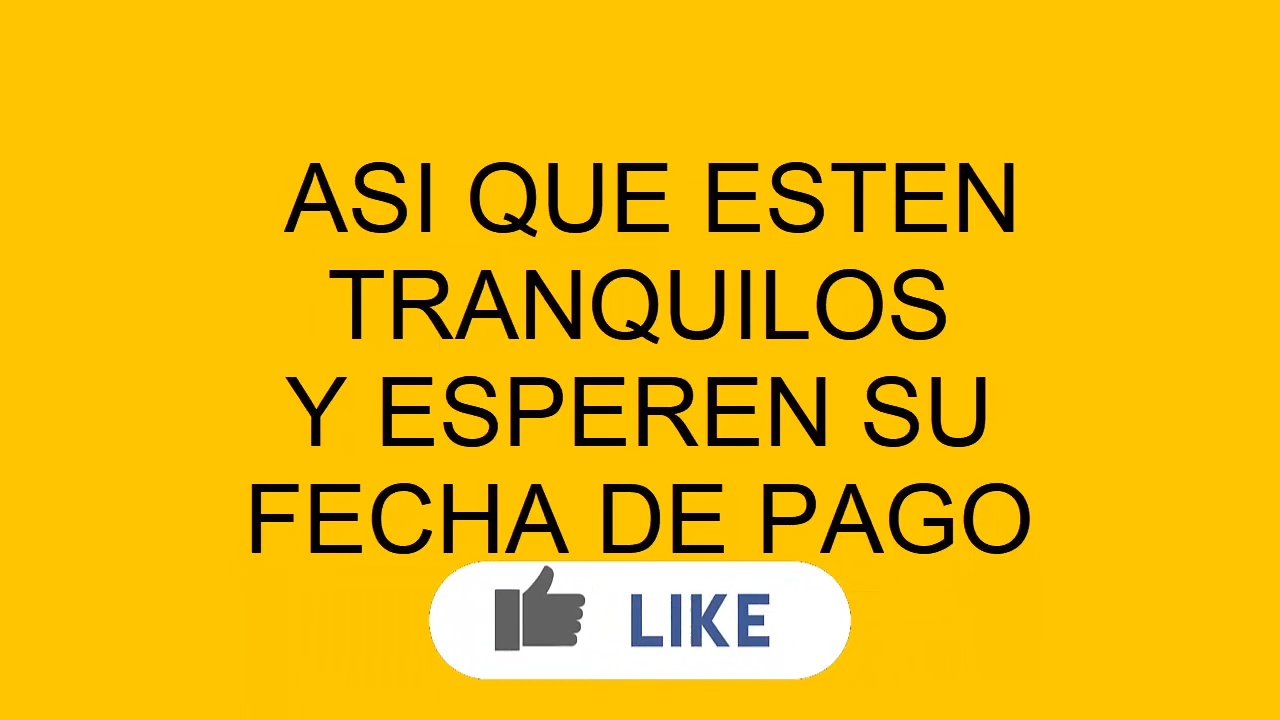 ASI QUE ESTEN
TRANQUILOS
Y ESPEREN SU
FECHA DE PAGO
LIKE